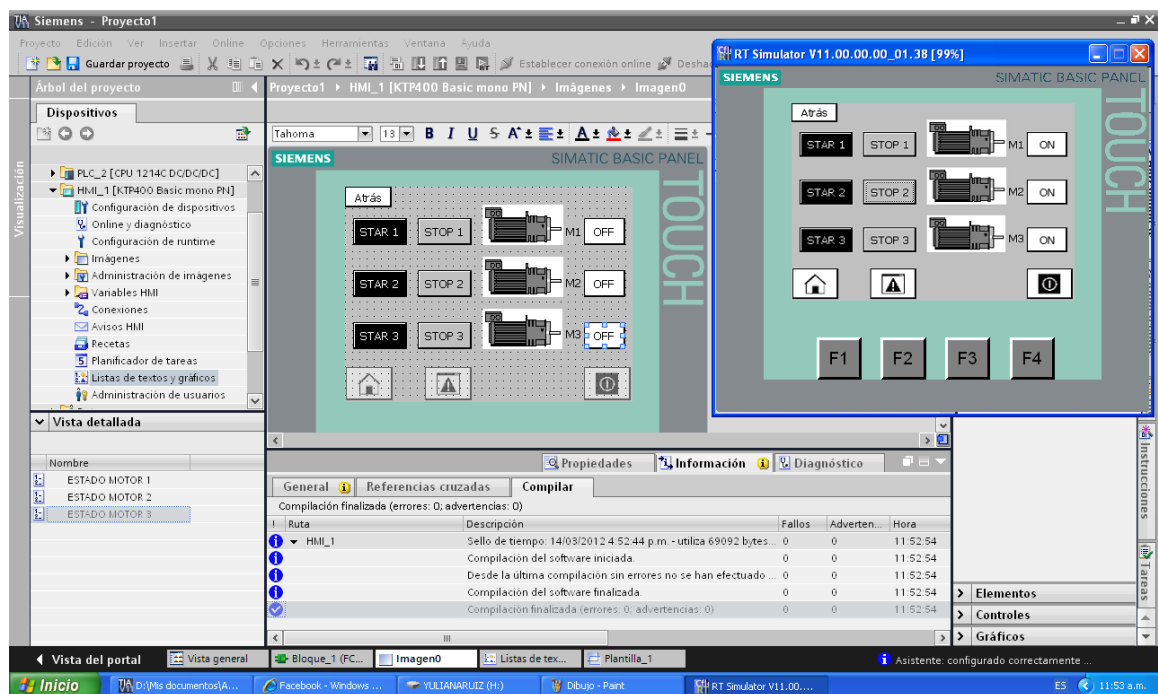 Siemens - Proyecto1
Proyecto Edición Ver Insertar Online Opciones Herramientas Ventana Ayuda
Guardar proyecto
Establecer conexión online
Desha
Árbol del proyecto
Dispositivos
Visualización
PLC_2 [CPU 1214C DC/DC/DC]
HMI_1 [KTP400 Basic mono PN]
Configuración de dispositivos
Online y diagnóstico
Configuración de runtime
Imágenes
Administración de imágenes
Variables HMI
Conexiones
Avisos HMI
Recetas
Planificador de tareas
Listas de textos y gráficos
Administración de usuarios
Vista detallada
Nombre
ESTADO MOTOR 1
ESTADO MOTOR 2
ESTADO MOTOR 3
Proyecto1 HMI_1 [KTP400 Basic mono PN] Imágenes Imagen0
Tahoma 13 B I U S A
SIEMENS SIMATIC BASIC PANEL
TOUCH
Atrás
STAR 1 STOP 1 M1 OFF
STAR 2 STOP 2 M2 OFF
STAR 3 STOP 3 M3 OFF
RT Simulator V11.00.00.00_01.38 [99%]
SIEMENS SIMATIC BASIC PANEL
TOUCH
Atrás
STAR 1 STOP 1 M1 ON
STAR 2 STOP 2 M2 ON
STAR 3 STOP 3 M3 ON
F1 F2 F3 F4
Propiedades Información Diagnóstico
General Referencias cruzadas Compilar
Compilación finalizada (errores: 0; advertencias: 0)
! Ruta Descripción Fallos Adverten... Hora
HMI_1 Sello de tiempo: 14/03/2012 4:52:44 p.m. - utiliza 69092 bytes... 0 0 11:52:54
Compilación del software iniciada. 0 0 11:52:54
Desde la última compilación sin errores no se han efectuado ... 0 0 11:52:54
Compilación del software finalizada. 0 0 11:52:54
Compilación finalizada (errores: 0; advertencias: 0) 0 0 11:52:54
Instrucciones
Tareas
Elementos
Controles
Gráficos
Vista del portal Vista general Bloque_1 (FC... Imagen0 Listas de tex... Plantilla_1 Asistente: configurado correctamente ...
Inicio D:\Mis documentos\A... Facebook - Windows ... YULIANARUIZ (H:) Dibujo - Paint RT Simulator V11.00.... ES 11:53 a.m.